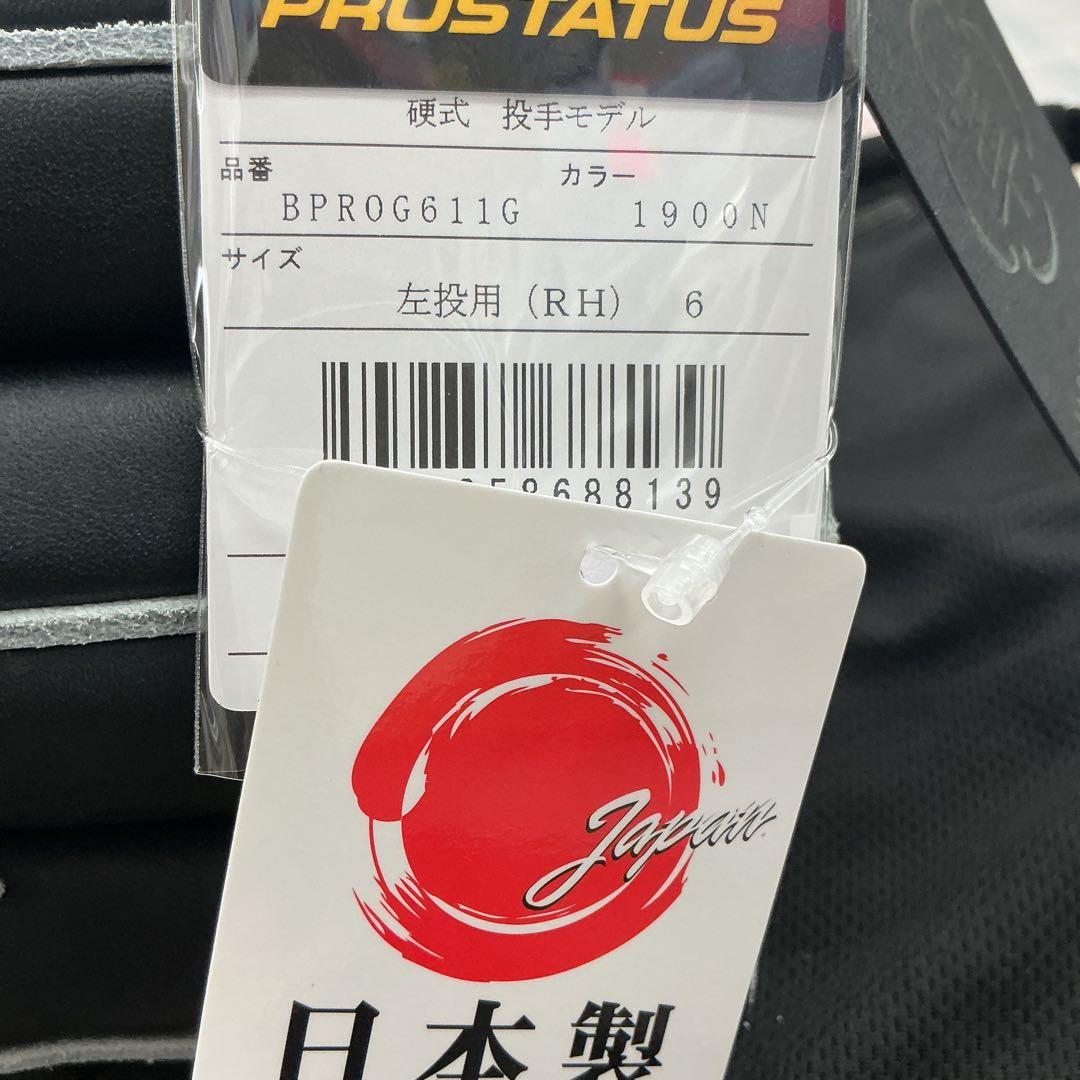 PROSTATUS
硬式 投手モデル
品番 カラー
BPROG611G 1900N
サイズ
左投用(RH) 6
58688139
Japan
日本製